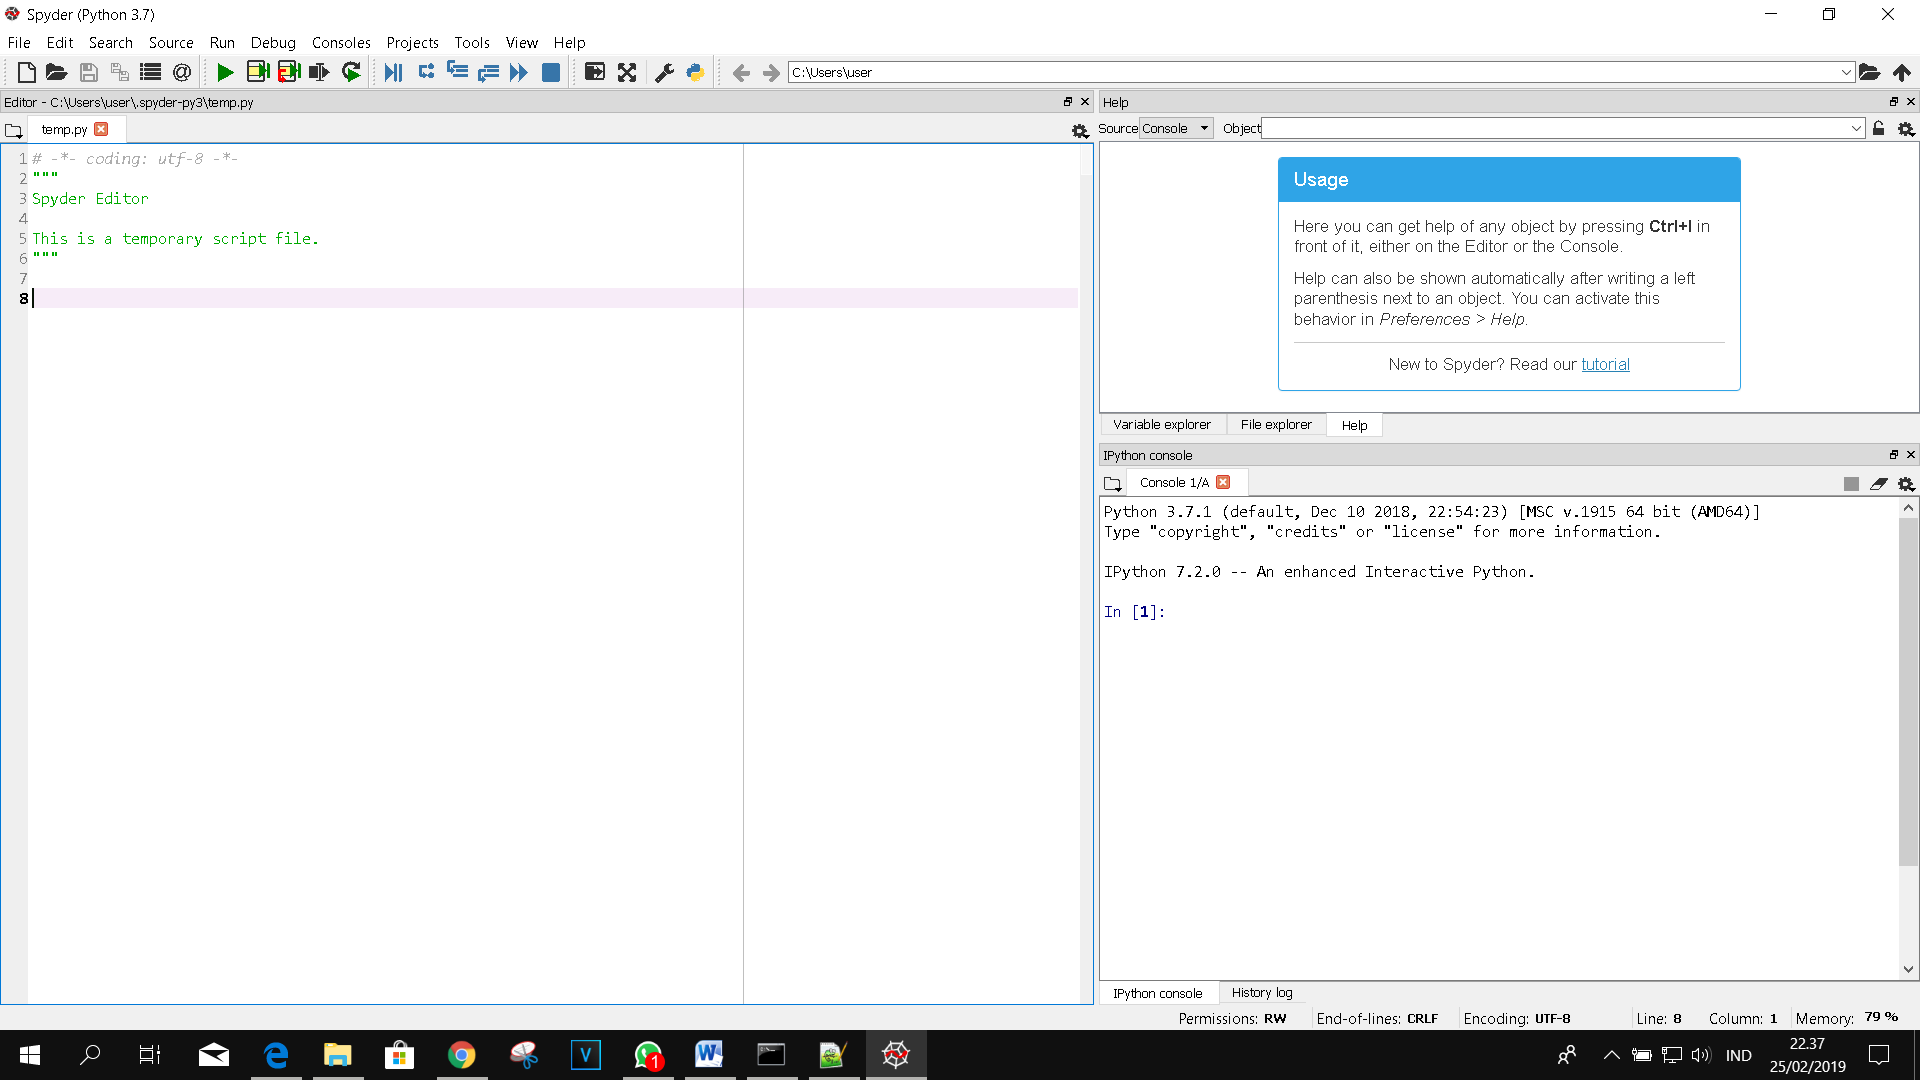 Spyder (Python 3.7)
File Edit Search Source Run Debug Consoles Projects Tools View Help
C:\Users\user
Editor - C:\Users\user\.spyder-py3\temp.py
temp.py
1 # -*- coding: utf-8 -*-
2 """
3 Spyder Editor
4
5 This is a temporary script file.
6 """
7
8
Help
Source Console Object
Usage
Here you can get help of any object by pressing Ctrl+I in
front of it, either on the Editor or the Console.
Help can also be shown automatically after writing a left
parenthesis next to an object. You can activate this
behavior in Preferences > Help.
New to Spyder? Read our tutorial
Variable explorer File explorer Help
IPython console
Console 1/A
Python 3.7.1 (default, Dec 10 2018, 22:54:23) [MSC v.1915 64 bit (AMD64)]
Type "copyright", "credits" or "license" for more information.
IPython 7.2.0 -- An enhanced Interactive Python.
In [1]:
IPython console History log
Permissions: RW End-of-lines: CRLF Encoding: UTF-8 Line: 8 Column: 1 Memory: 79 %
V 1 W IND 22.37
25/02/2019